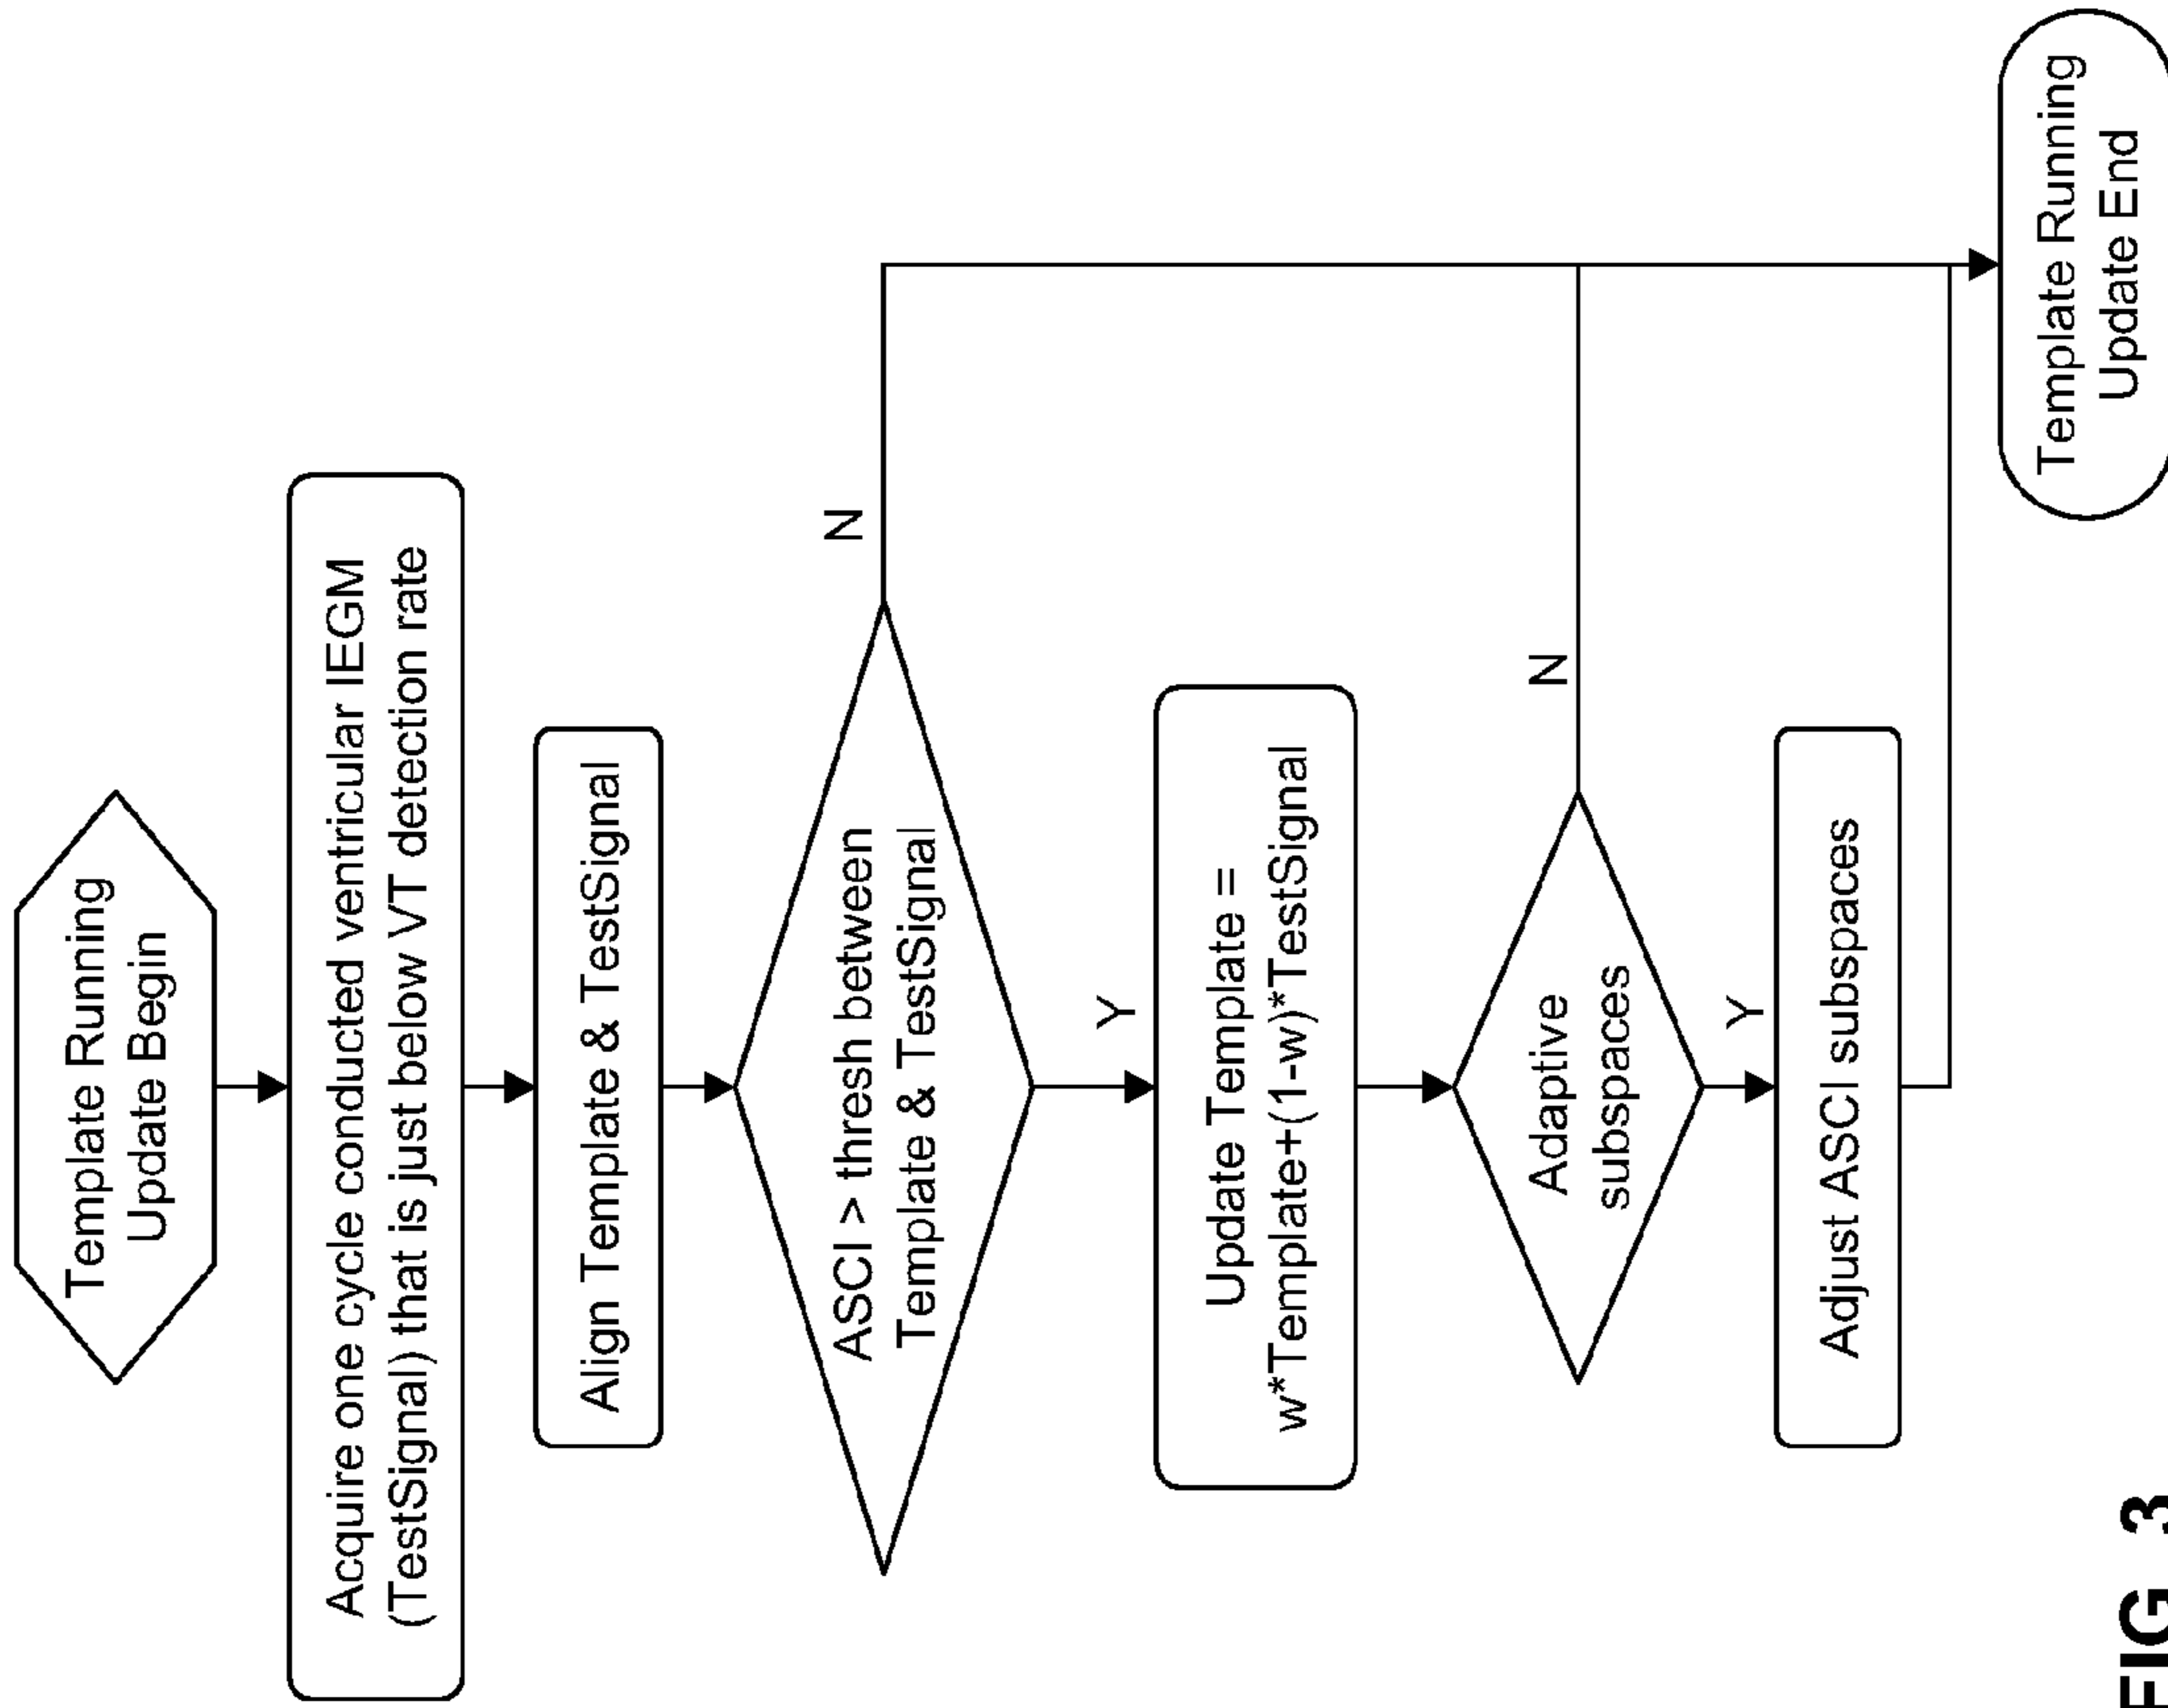 Template Running
Update Begin
Acquire one cycle conducted ventricular IEGM
(TestSignal) that is just below VT detection rate
Align Template & TestSignal
ASCI > thresh between
Template & TestSignal
N
Y
Update Template =
w*Template+(1-w)*TestSignal
Adaptive
subspaces
N
Y
Adjust ASCI subspaces
Template Running
Update End
FIG 3